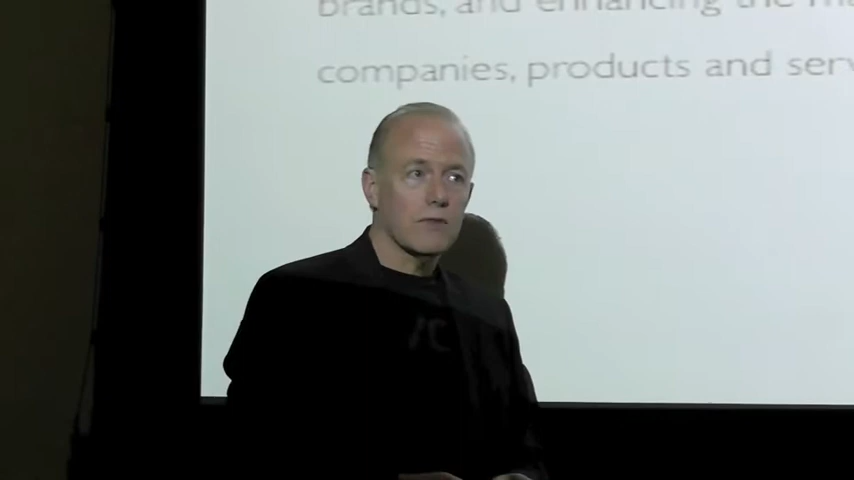 brands, and enhancing the
companies, products and